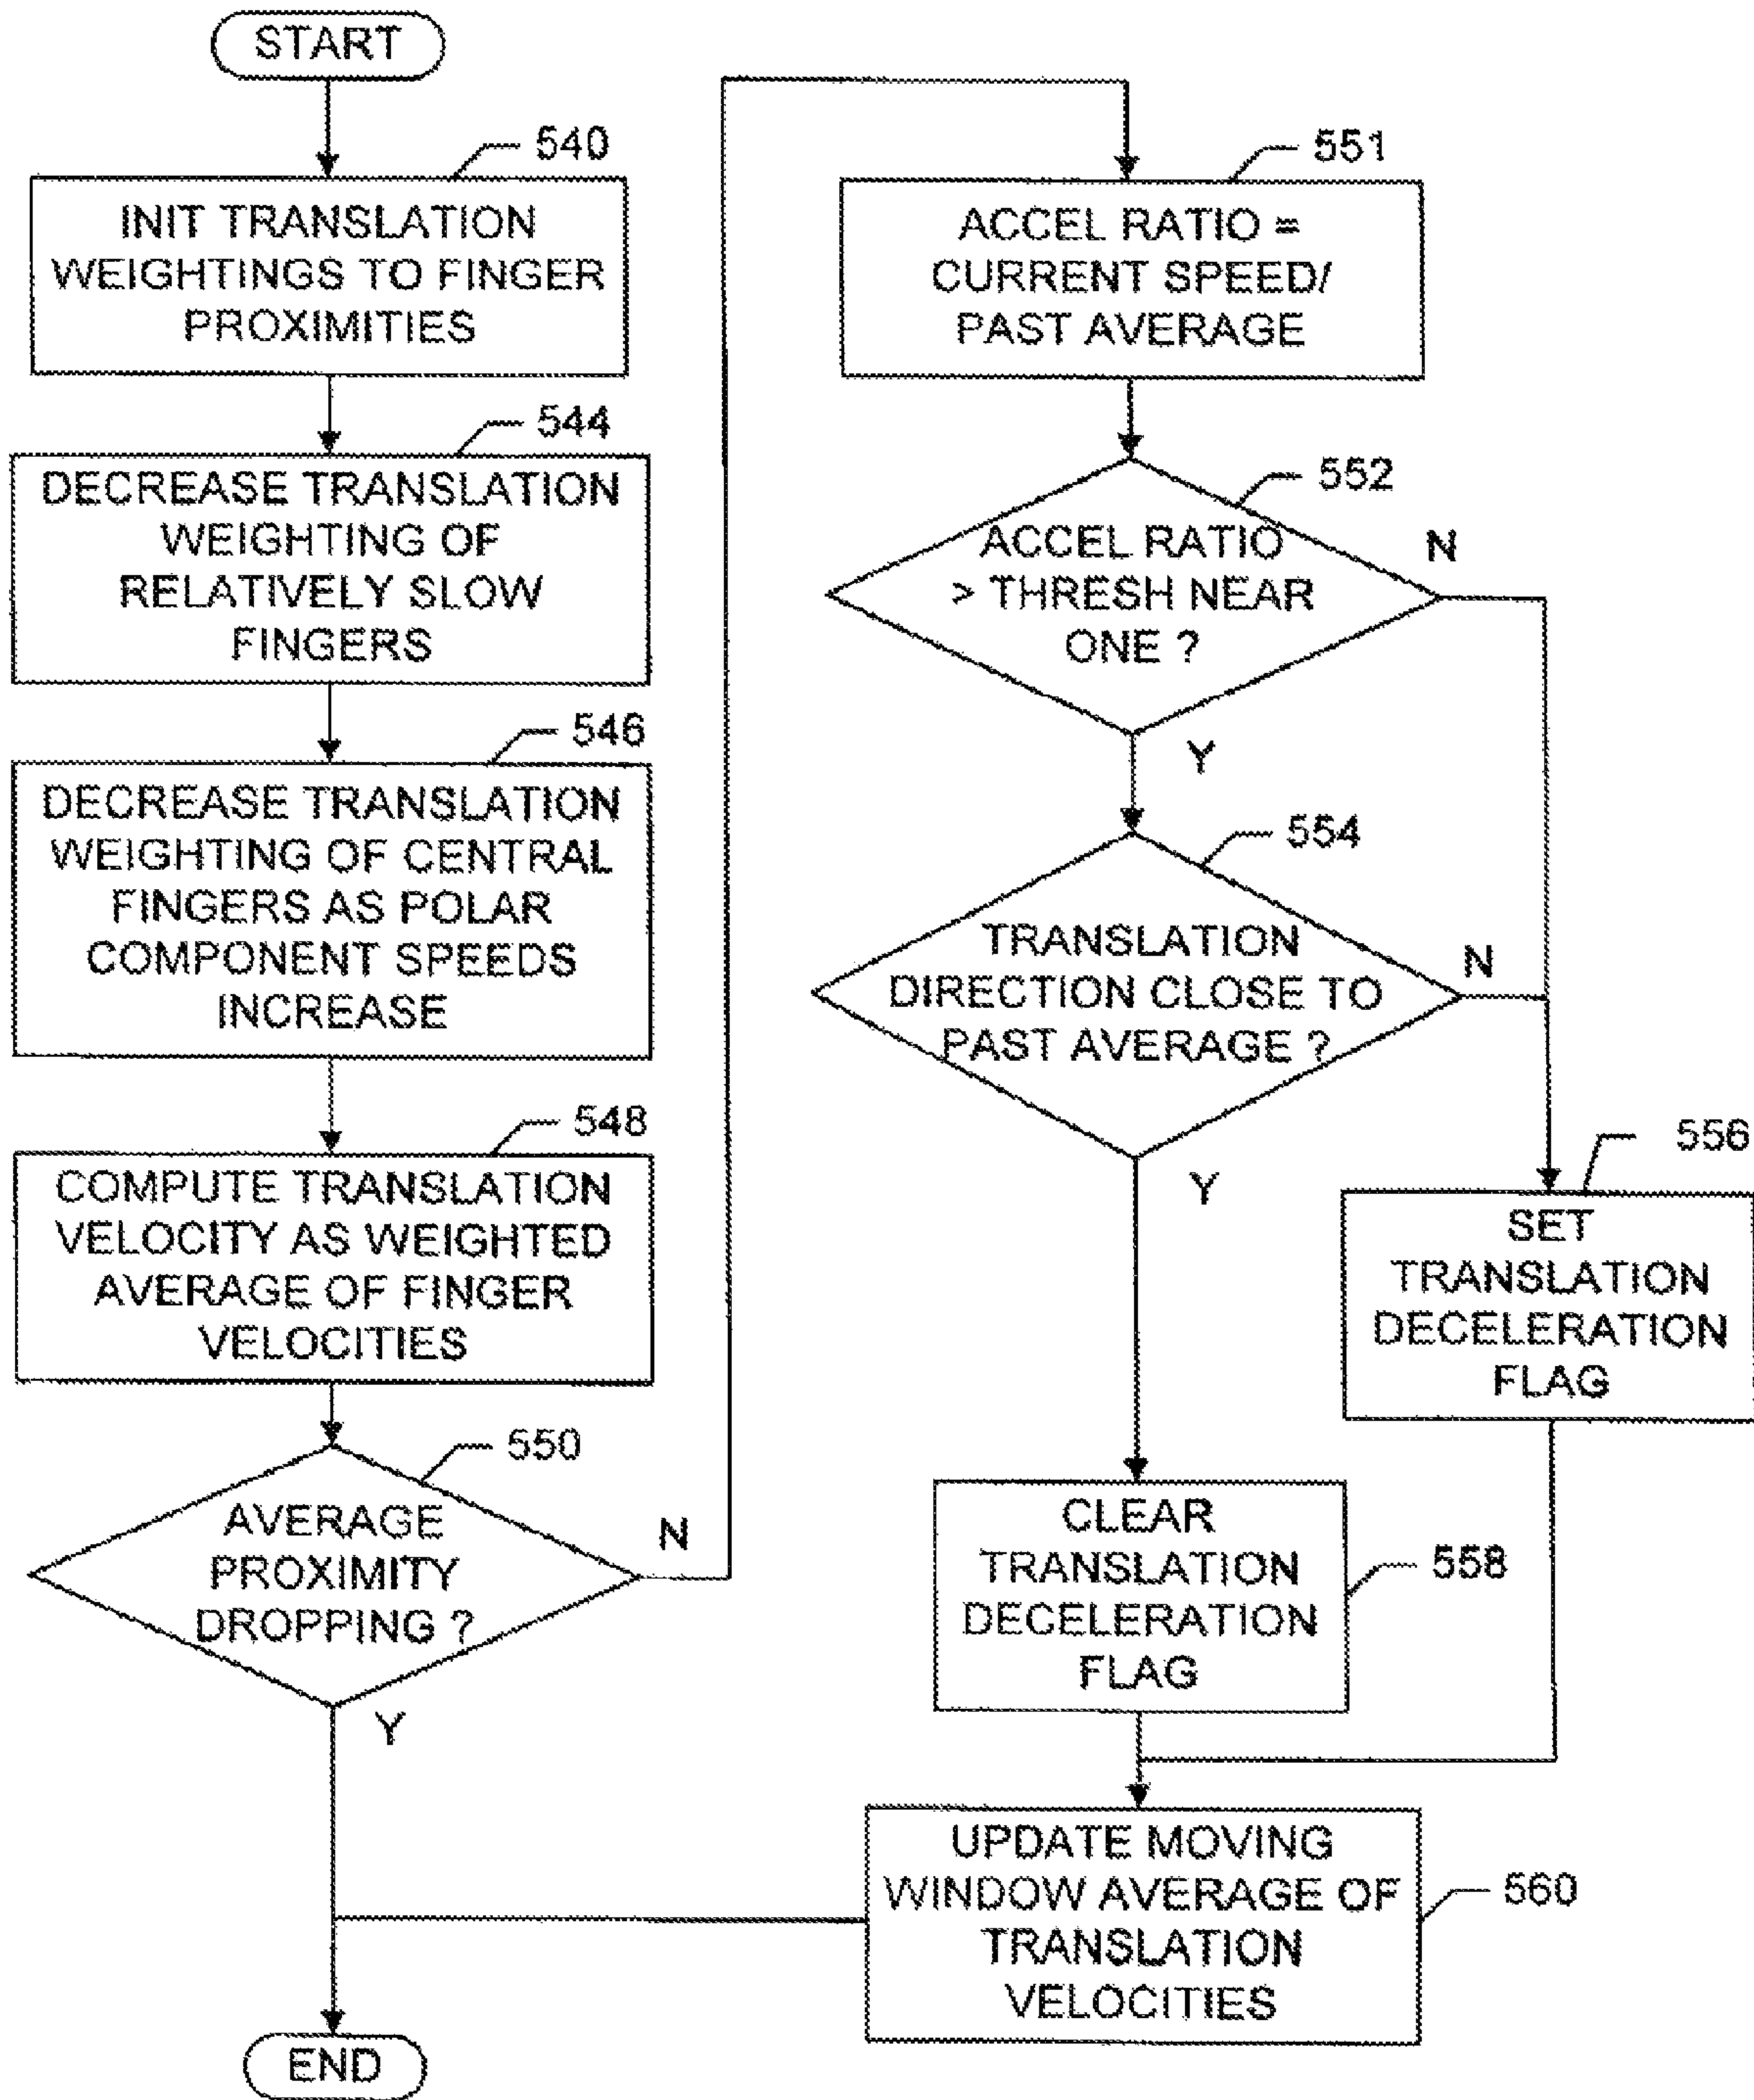 START
540
INIT TRANSLATION
WEIGHTINGS TO FINGER
PROXIMITIES
544
DECREASE TRANSLATION
WEIGHTING OF
RELATIVELY SLOW
FINGERS
546
DECREASE TRANSLATION
WEIGHTING OF CENTRAL
FINGERS AS POLAR
COMPONENT SPEEDS
INCREASE
548
COMPUTE TRANSLATION
VELOCITY AS WEIGHTED
AVERAGE OF FINGER
VELOCITIES
550
AVERAGE
PROXIMITY
DROPPING ?
N
Y
551
ACCEL RATIO =
CURRENT SPEED/
PAST AVERAGE
552
ACCEL RATIO
> THRESH NEAR
ONE ?
N
Y
554
TRANSLATION
DIRECTION CLOSE TO
PAST AVERAGE ?
N
Y
556
SET
TRANSLATION
DECELERATION
FLAG
558
CLEAR
TRANSLATION
DECELERATION
FLAG
560
UPDATE MOVING
WINDOW AVERAGE OF
TRANSLATION
VELOCITIES
END